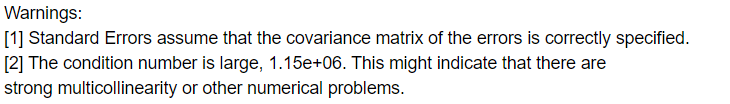 Warnings:
[1] Standard Errors assume that the covariance matrix of the errors is correctly specified.
[2] The condition number is large, 1.15e+06. This might indicate that there are
strong multicollinearity or other numerical problems.